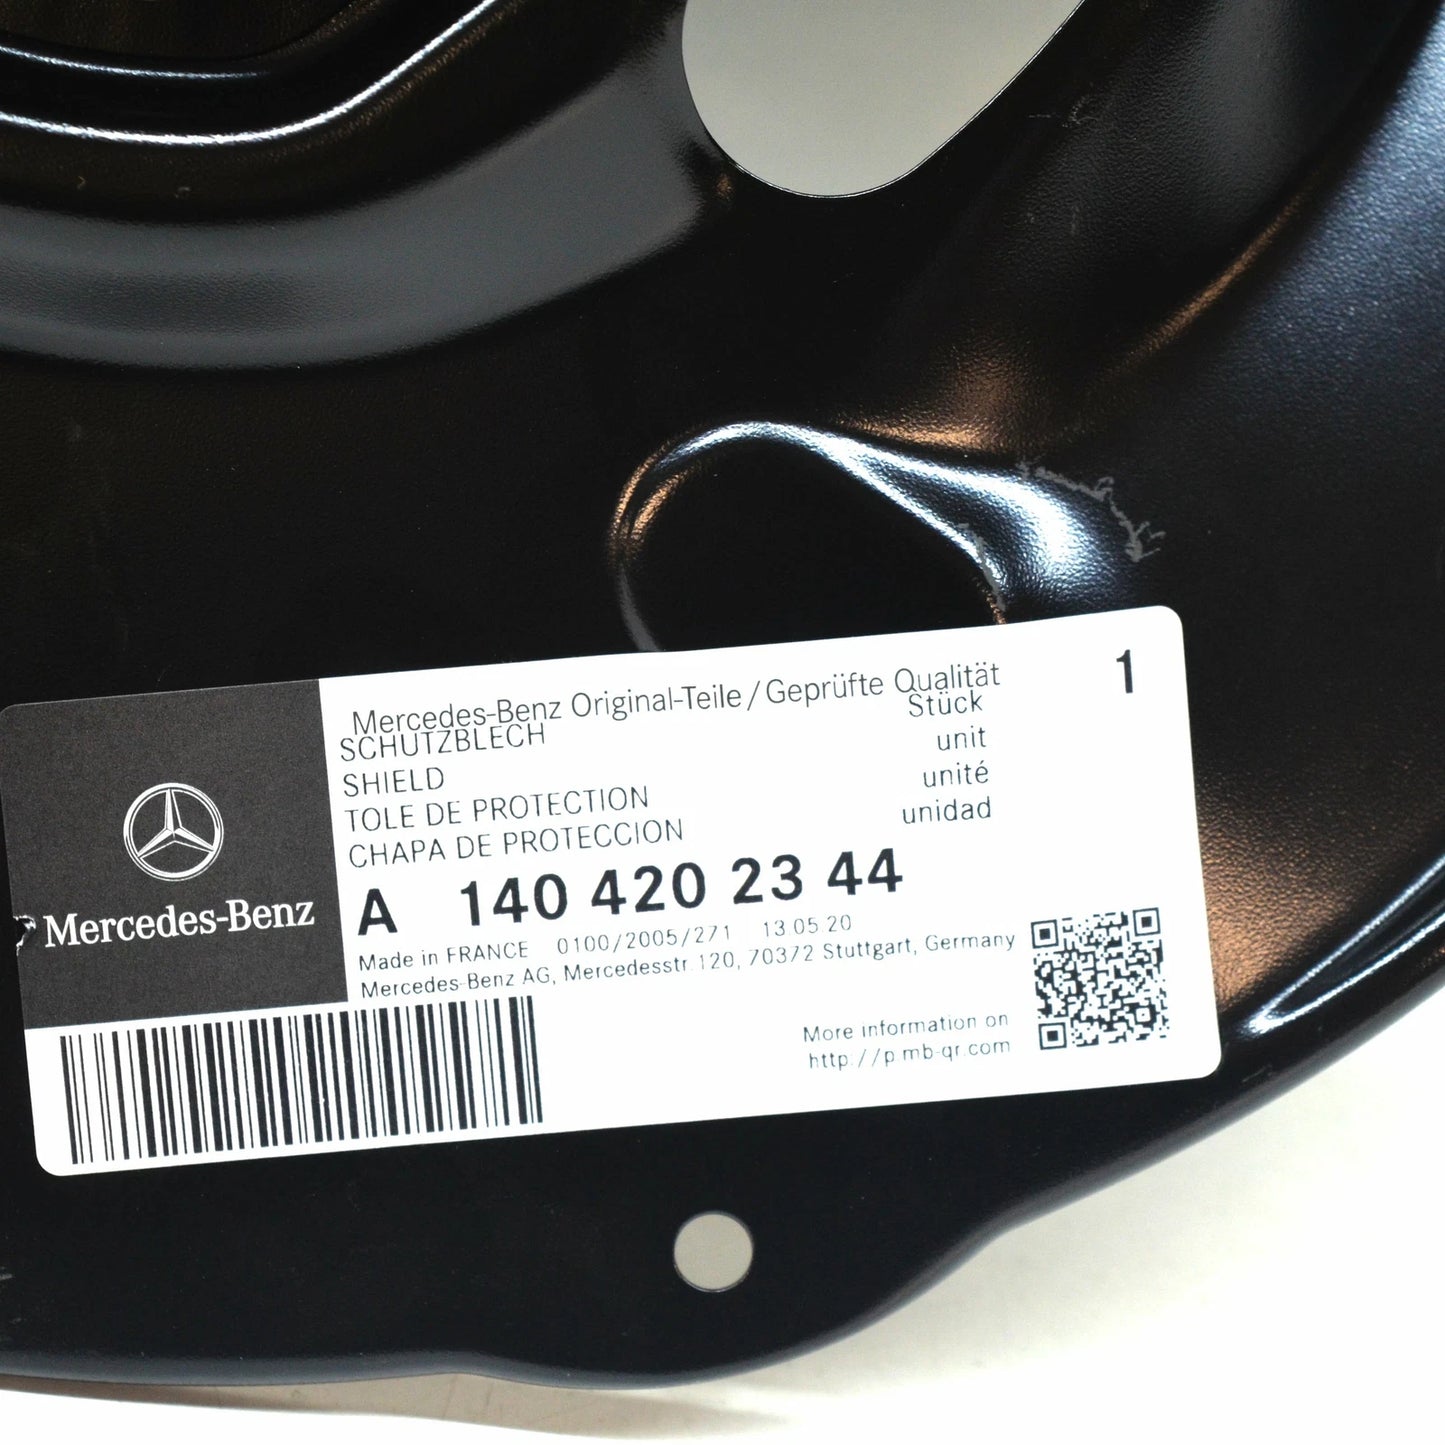 Mercedes-Benz Original-Teile / Geprüfte Qualität
SCHUTZBLECH Stück 1
SHIELD unit
TOLE DE PROTECTION unité
CHAPA DE PROTECCION unidad
A 140 420 23 44
Mercedes-Benz
Made in FRANCE 0100/2005/271 13.05.20
Mercedes-Benz AG, Mercedesstr.120, 70372 Stuttgart, Germany
More information on
http://p.mb-qr.com